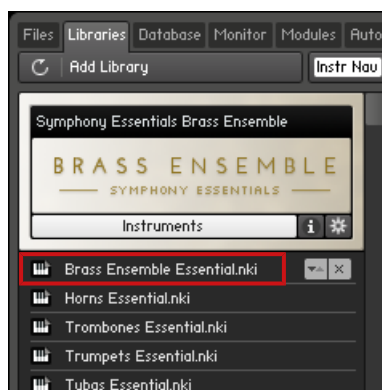 Files Libraries Database Monitor Modules Auto
Add Library Instr Nav
Symphony Essentials Brass Ensemble
BRASS ENSEMBLE
SYMPHONY ESSENTIALS
Instruments i
Brass Ensemble Essential.nki
Horns Essential.nki
Trombones Essential.nki
Trumpets Essential.nki
Tubas Essential.nki